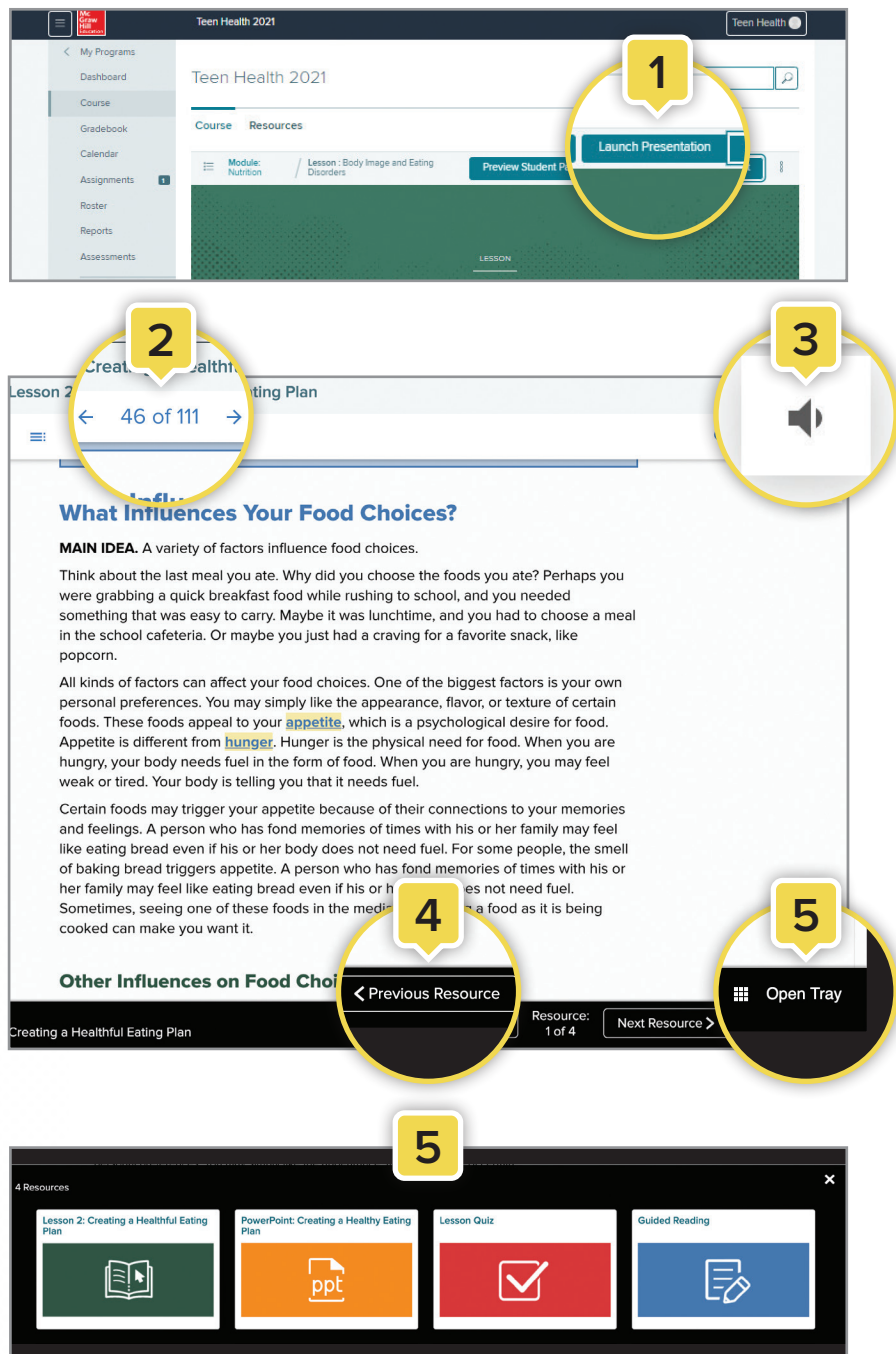 Mc
Graw
Hill
Education
Teen Health 2021
Teen Health
My Programs
Dashboard
Course
Gradebook
Calendar
Assignments 1
Roster
Reports
Assessments
Teen Health 2021
1
Course Resources
Module:
Nutrition
/
Lesson : Body Image and Eating
Disorders
Preview Student
Launch Presentation
LESSON
2
3
Lesson 2
ting Plan
← 46 of 111 →
What Influences Your Food Choices?
MAIN IDEA. A variety of factors influence food choices.
Think about the last meal you ate. Why did you choose the foods you ate? Perhaps you
were grabbing a quick breakfast food while rushing to school, and you needed
something that was easy to carry. Maybe it was lunchtime, and you had to choose a meal
in the school cafeteria. Or maybe you just had a craving for a favorite snack, like
popcorn.
All kinds of factors can affect your food choices. One of the biggest factors is your own
personal preferences. You may simply like the appearance, flavor, or texture of certain
foods. These foods appeal to your appetite, which is a psychological desire for food.
Appetite is different from hunger. Hunger is the physical need for food. When you are
hungry, your body needs fuel in the form of food. When you are hungry, you may feel
weak or tired. Your body is telling you that it needs fuel.
Certain foods may trigger your appetite because of their connections to your memories
and feelings. A person who has fond memories of times with his or her family may feel
like eating bread even if his or her body does not need fuel. For some people, the smell
of baking bread triggers appetite. A person who has fond memories of times with his or
her family may feel like eating bread even if his or h es not need fuel.
Sometimes, seeing one of these foods in the medi a food as it is being
cooked can make you want it.
4
5
Other Influences on Food Choi
Previous Resource
Open Tray
Creating a Healthful Eating Plan
Resource:
1 of 4
Next Resource
5
4 Resources
×
Lesson 2: Creating a Healthful Eating
Plan
PowerPoint: Creating a Healthy Eating
Plan
ppt
Lesson Quiz
Guided Reading